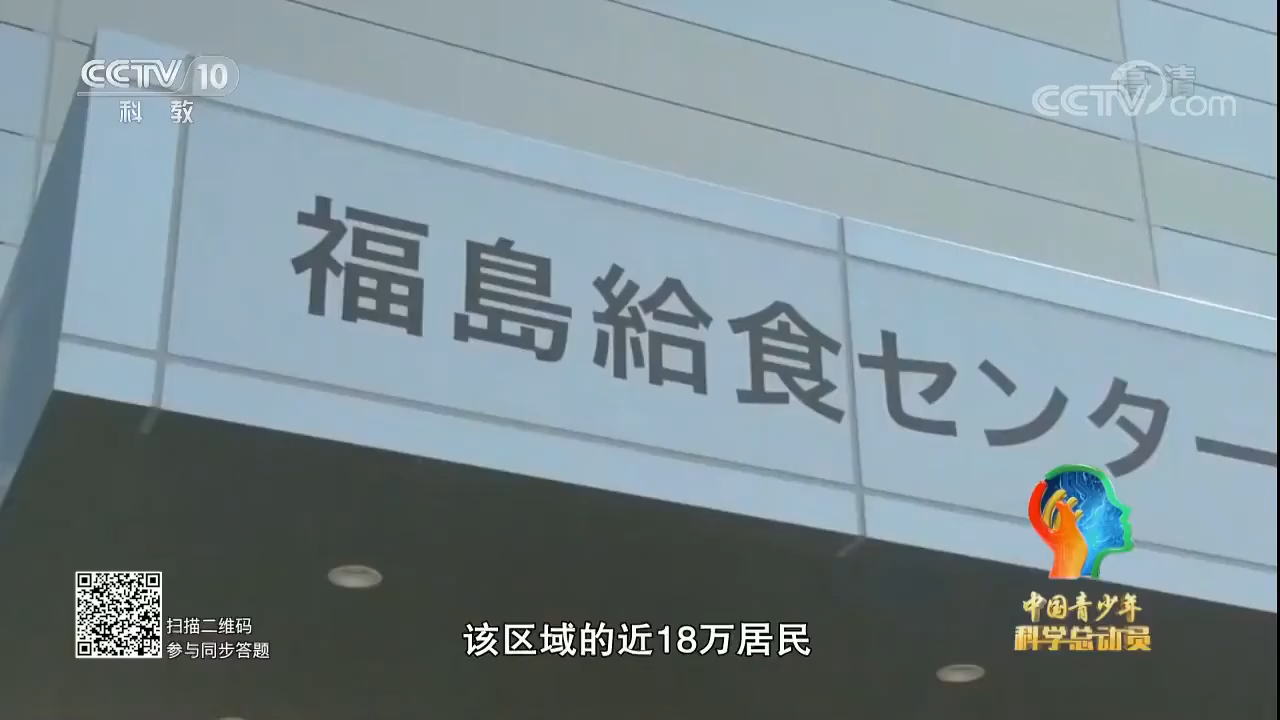 CCTV 10
科教
高清
CCTV.com
福島給食センター
中国青少年
科学总动员
扫描二维码
参与同步答题
该区域的近18万居民